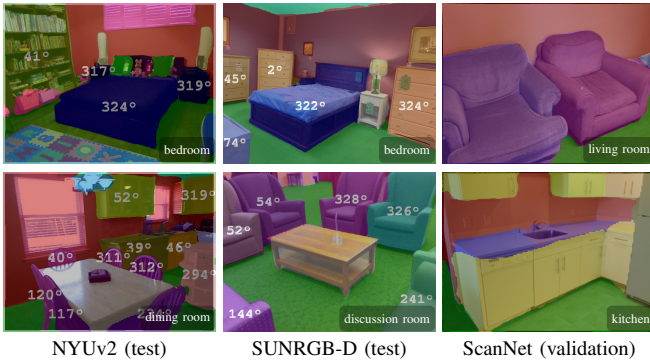 41°
317°
319°
324°
bedroom
45°
2°
322°
324°
74°
bedroom
living room
52°
319°
40°
311°
39°
46°
312°
294°
120°
117°
234°
dining room
54°
328°
326°
52°
241°
144°
discussion room
kitchen
NYUv2 (test)
SUNRGB-D (test)
ScanNet (validation)